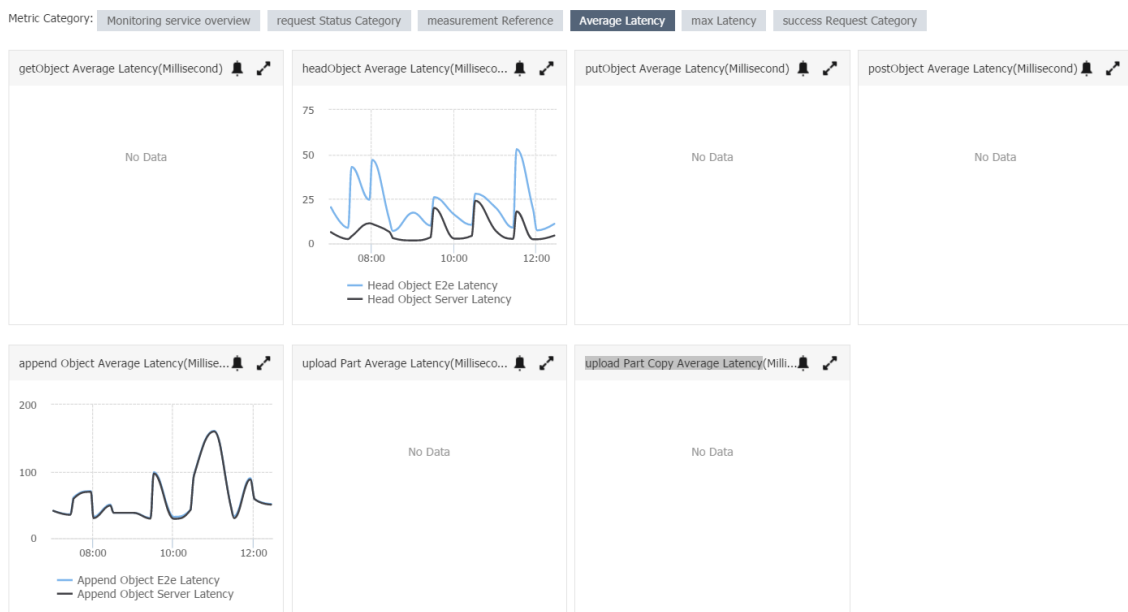 Metric Category: Monitoring service overview request Status Category measurement Reference Average Latency max Latency success Request Category
getObject Average Latency(Millisecond)
No Data
headObject Average Latency(Milliseco...
75
50
25
0
08:00 10:00 12:00
Head Object E2e Latency
Head Object Server Latency
putObject Average Latency(Millisecond)
No Data
postObject Average Latency(Millisecond)
No Data
append Object Average Latency(Millise...
200
100
0
08:00 10:00 12:00
Append Object E2e Latency
Append Object Server Latency
upload Part Average Latency(Milliseco...
No Data
upload Part Copy Average Latency(Milli...
No Data